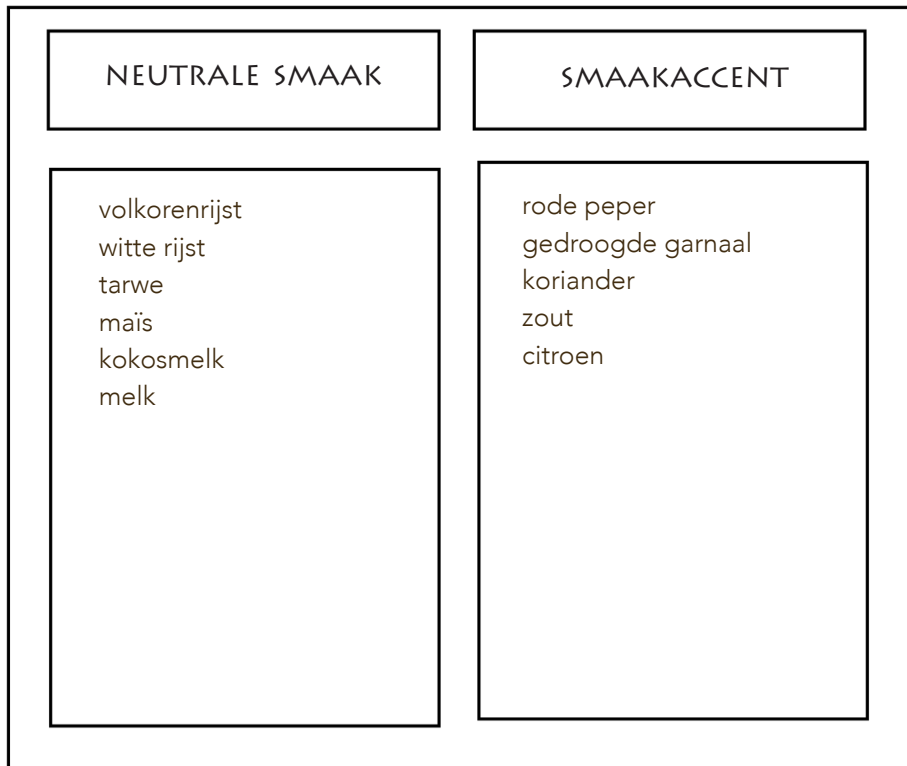 NEUTRALE SMAAK
SMAAKACCENT
volkorenrijst
witte rijst
tarwe
maïs
kokosmelk
melk
rode peper
gedroogde garnaal
koriander
zout
citroen